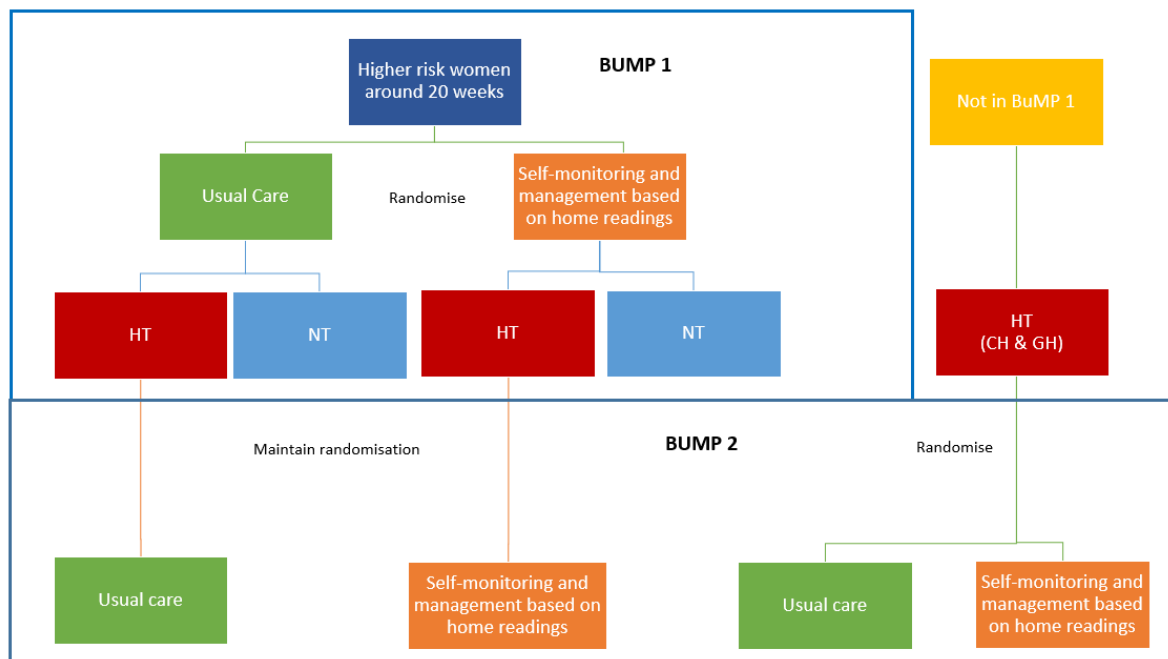 Higher risk women
around 20 weeks
BUMP 1
Not in BuMP 1
Usual Care
Randomise
Self-monitoring and
management based
on home readings
HT
NT
HT
NT
HT
(CH & GH)
Maintain randomisation
BUMP 2
Randomise
Usual care
Self-monitoring and
management based on
home readings
Usual care
Self-monitoring and
management based
on home readings